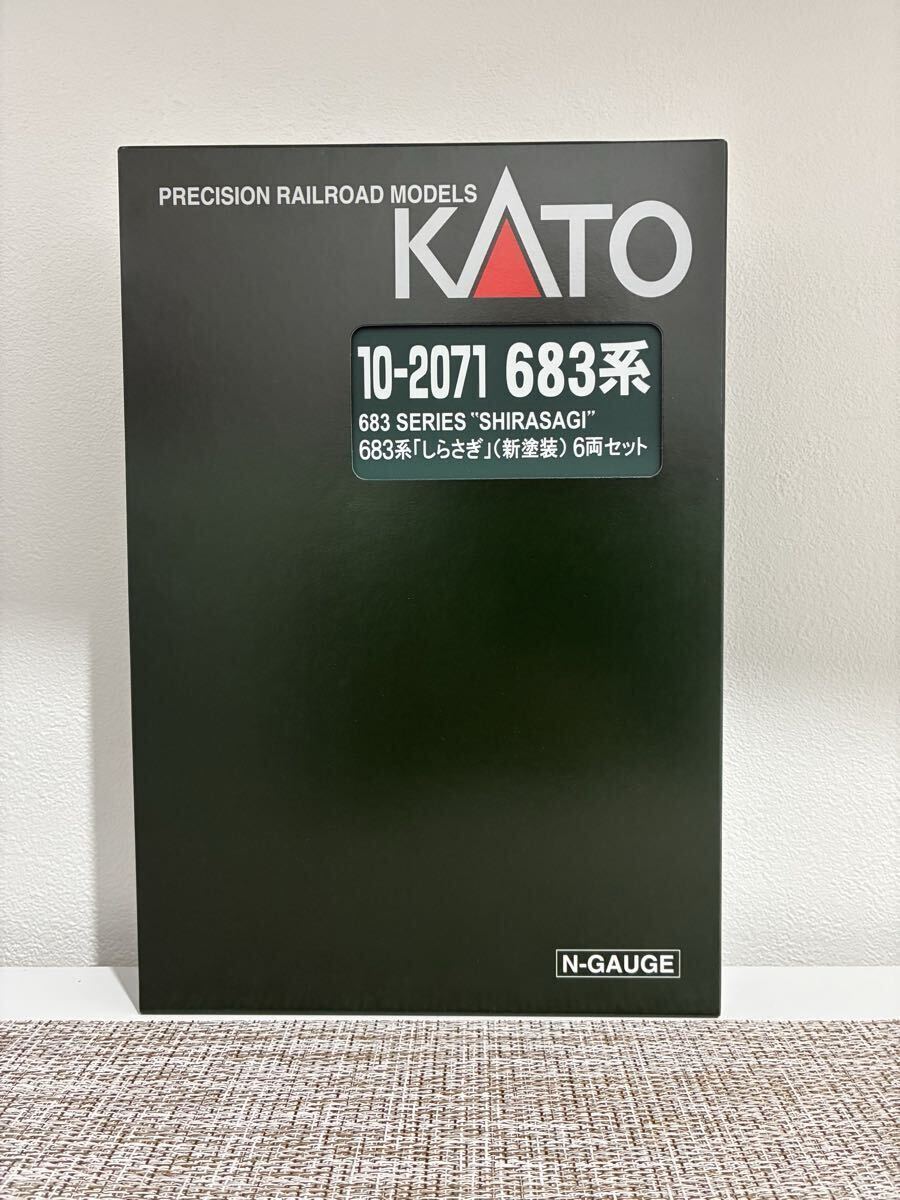 PRECISION RAILROAD MODELS
KATO
10-2071 683系
683 SERIES "SHIRASAGI"
683系「しらさぎ」(新塗装) 6両セット
N-GAUGE